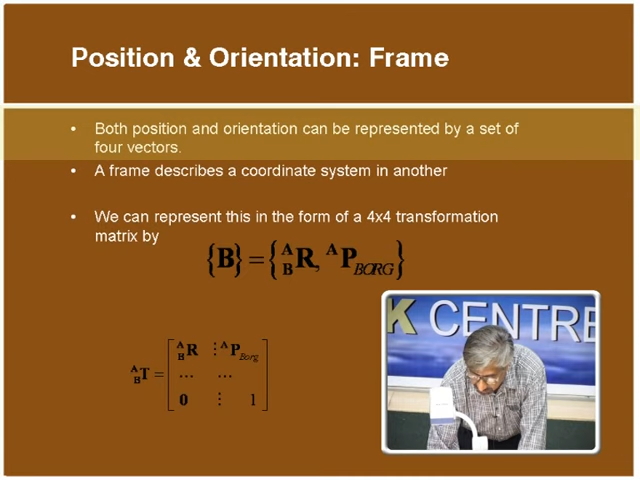 Position & Orientation: Frame
• Both position and orientation can be represented by a set of
four vectors.
• A frame describes a coordinate system in another
• We can represent this in the form of a 4x4 transformation
matrix by
{B} = {ᴬ_B R, ᴬP_BORG}
ᴬ_B T = [ ᴬ_B R ⋮ ᴬP_Borg
... ...
0 ⋮ 1 ]
K CENTRE